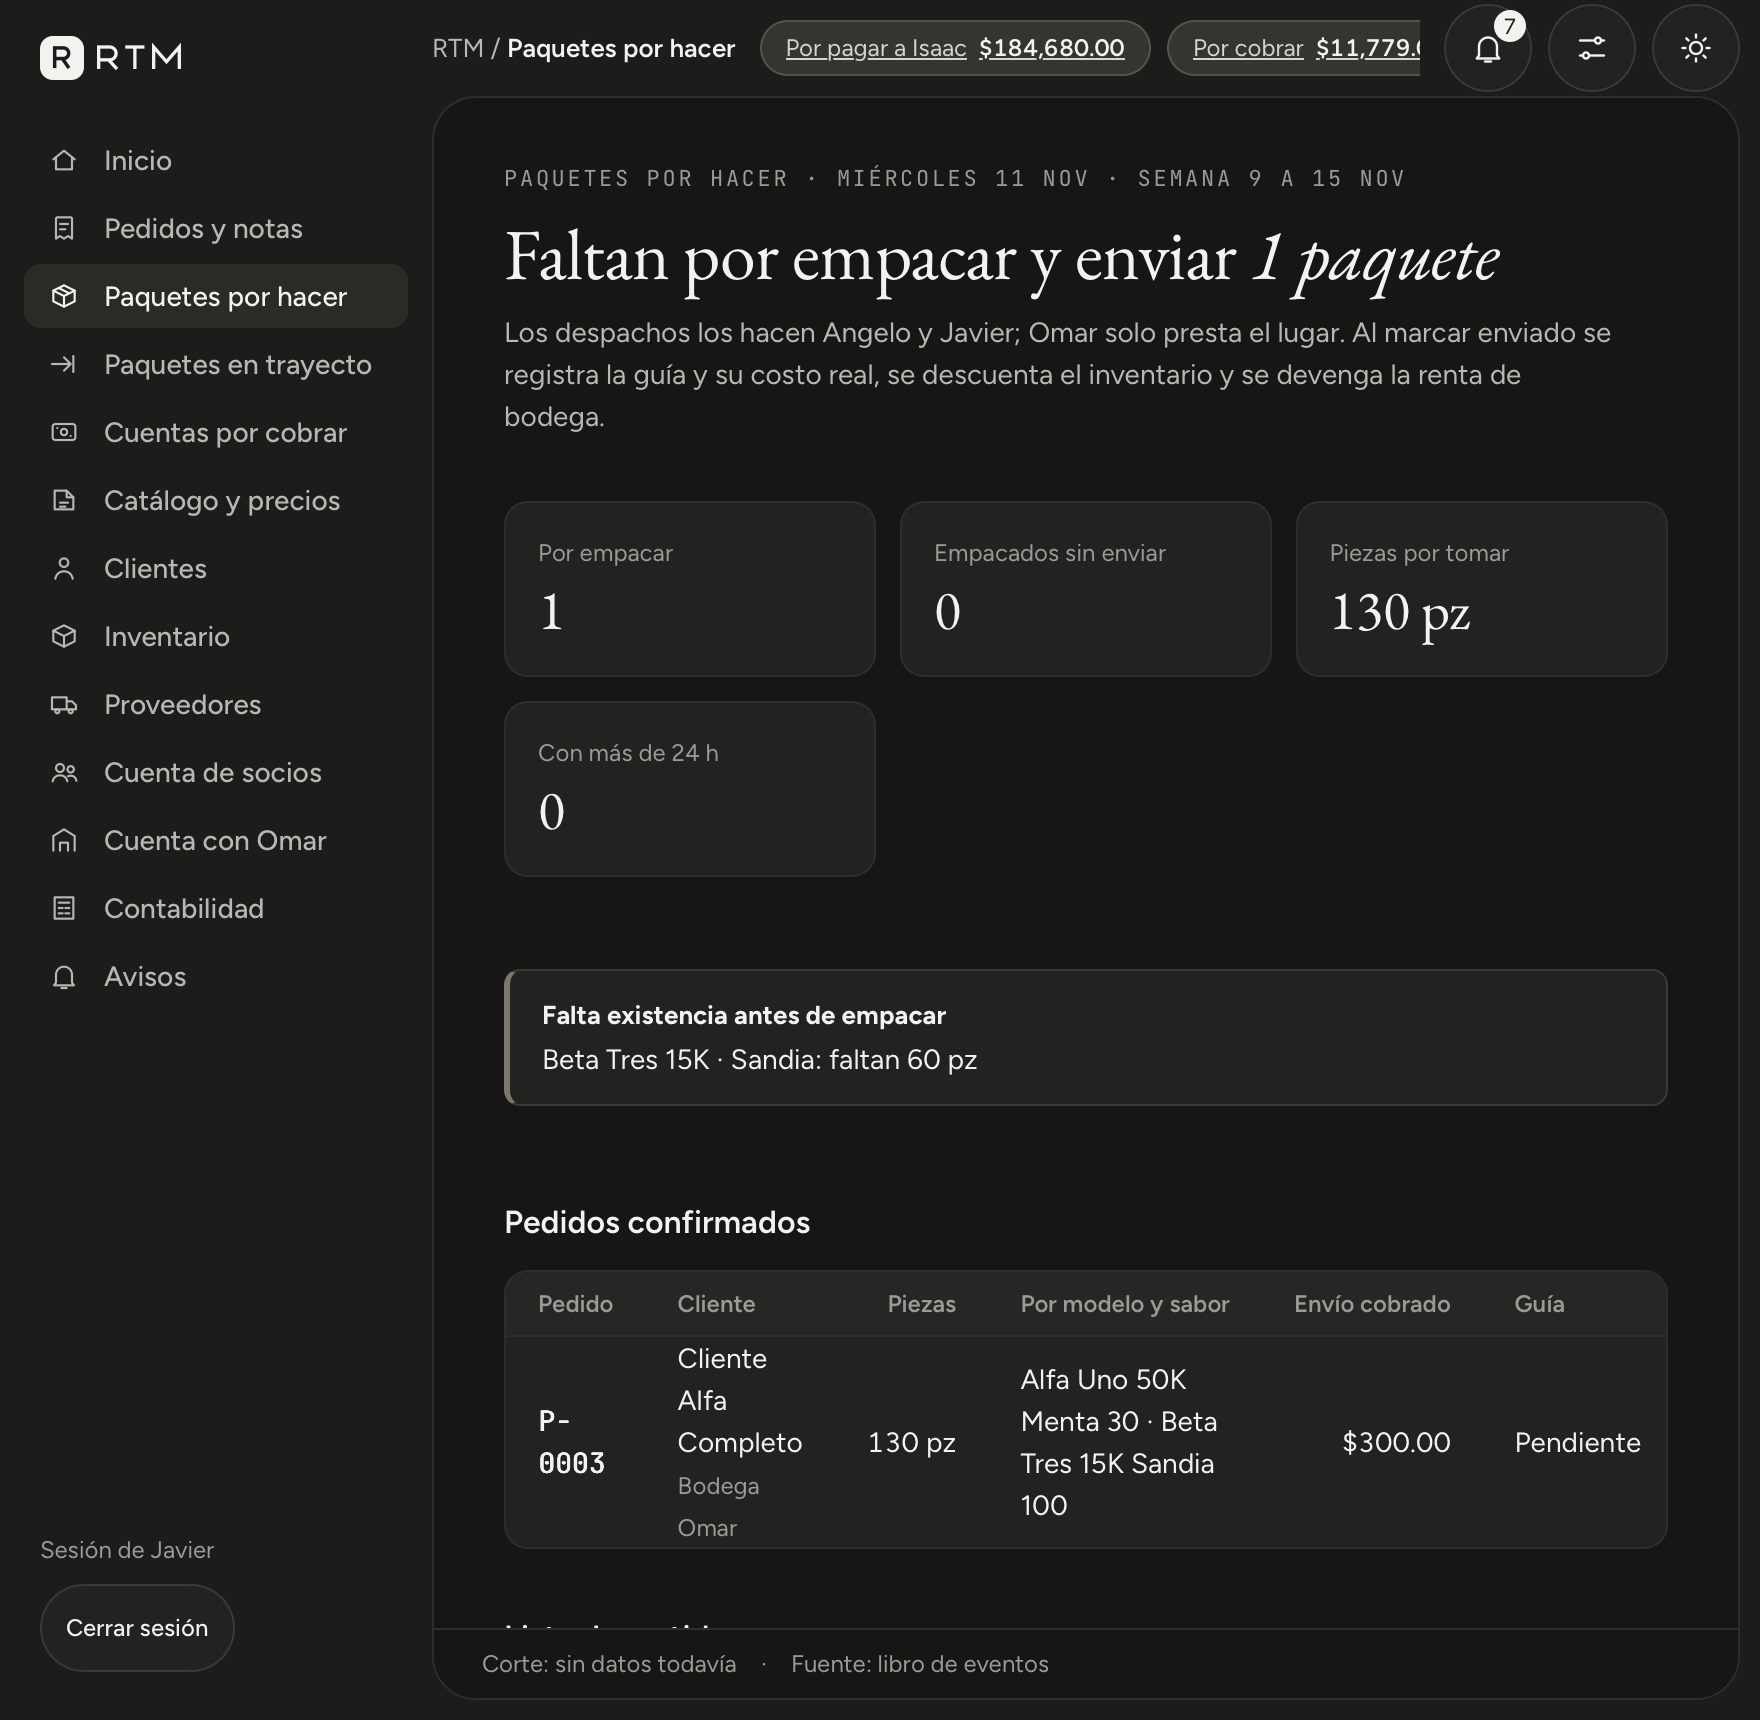 R RTM
RTM / Paquetes por hacer
Por pagar a Isaac $184,680.00
Por cobrar $11,779.
7
Inicio
Pedidos y notas
Paquetes por hacer
Paquetes en trayecto
Cuentas por cobrar
Catálogo y precios
Clientes
Inventario
Proveedores
Cuenta de socios
Cuenta con Omar
Contabilidad
Avisos
Sesión de Javier
Cerrar sesión
PAQUETES POR HACER · MIÉRCOLES 11 NOV · SEMANA 9 A 15 NOV
Faltan por empacar y enviar 1 paquete
Los despachos los hacen Angelo y Javier; Omar solo presta el lugar. Al marcar enviado se
registra la guía y su costo real, se descuenta el inventario y se devenga la renta de
bodega.
Por empacar
1
Empacados sin enviar
0
Piezas por tomar
130 pz
Con más de 24 h
0
Falta existencia antes de empacar
Beta Tres 15K · Sandia: faltan 60 pz
Pedidos confirmados
Pedido Cliente Piezas Por modelo y sabor Envío cobrado Guía
P-
0003
Cliente
Alfa
Completo
Bodega
Omar
130 pz
Alfa Uno 50K
Menta 30 · Beta
Tres 15K Sandia
100
$300.00
Pendiente
Corte: sin datos todavía · Fuente: libro de eventos